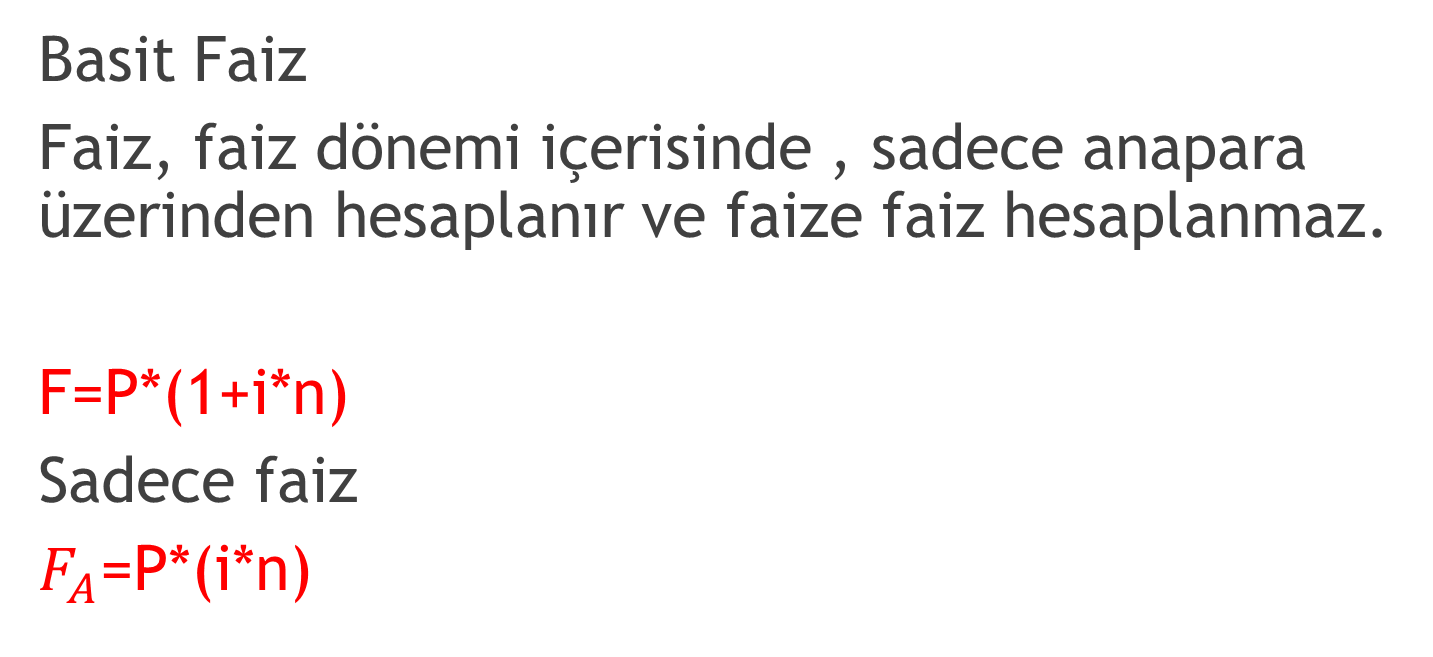 Basit Faiz
Faiz, faiz dönemi içerisinde , sadece anapara
üzerinden hesaplanır ve faize faiz hesaplanmaz.
F=P*(1+i*n)
Sadece faiz
𝐹_𝐴=P*(i*n)